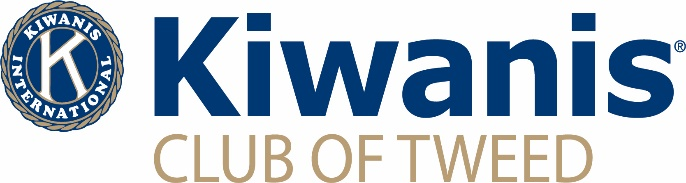 KIWANIS
K
INTERNATIONAL
Kiwanis®
CLUB OF TWEED